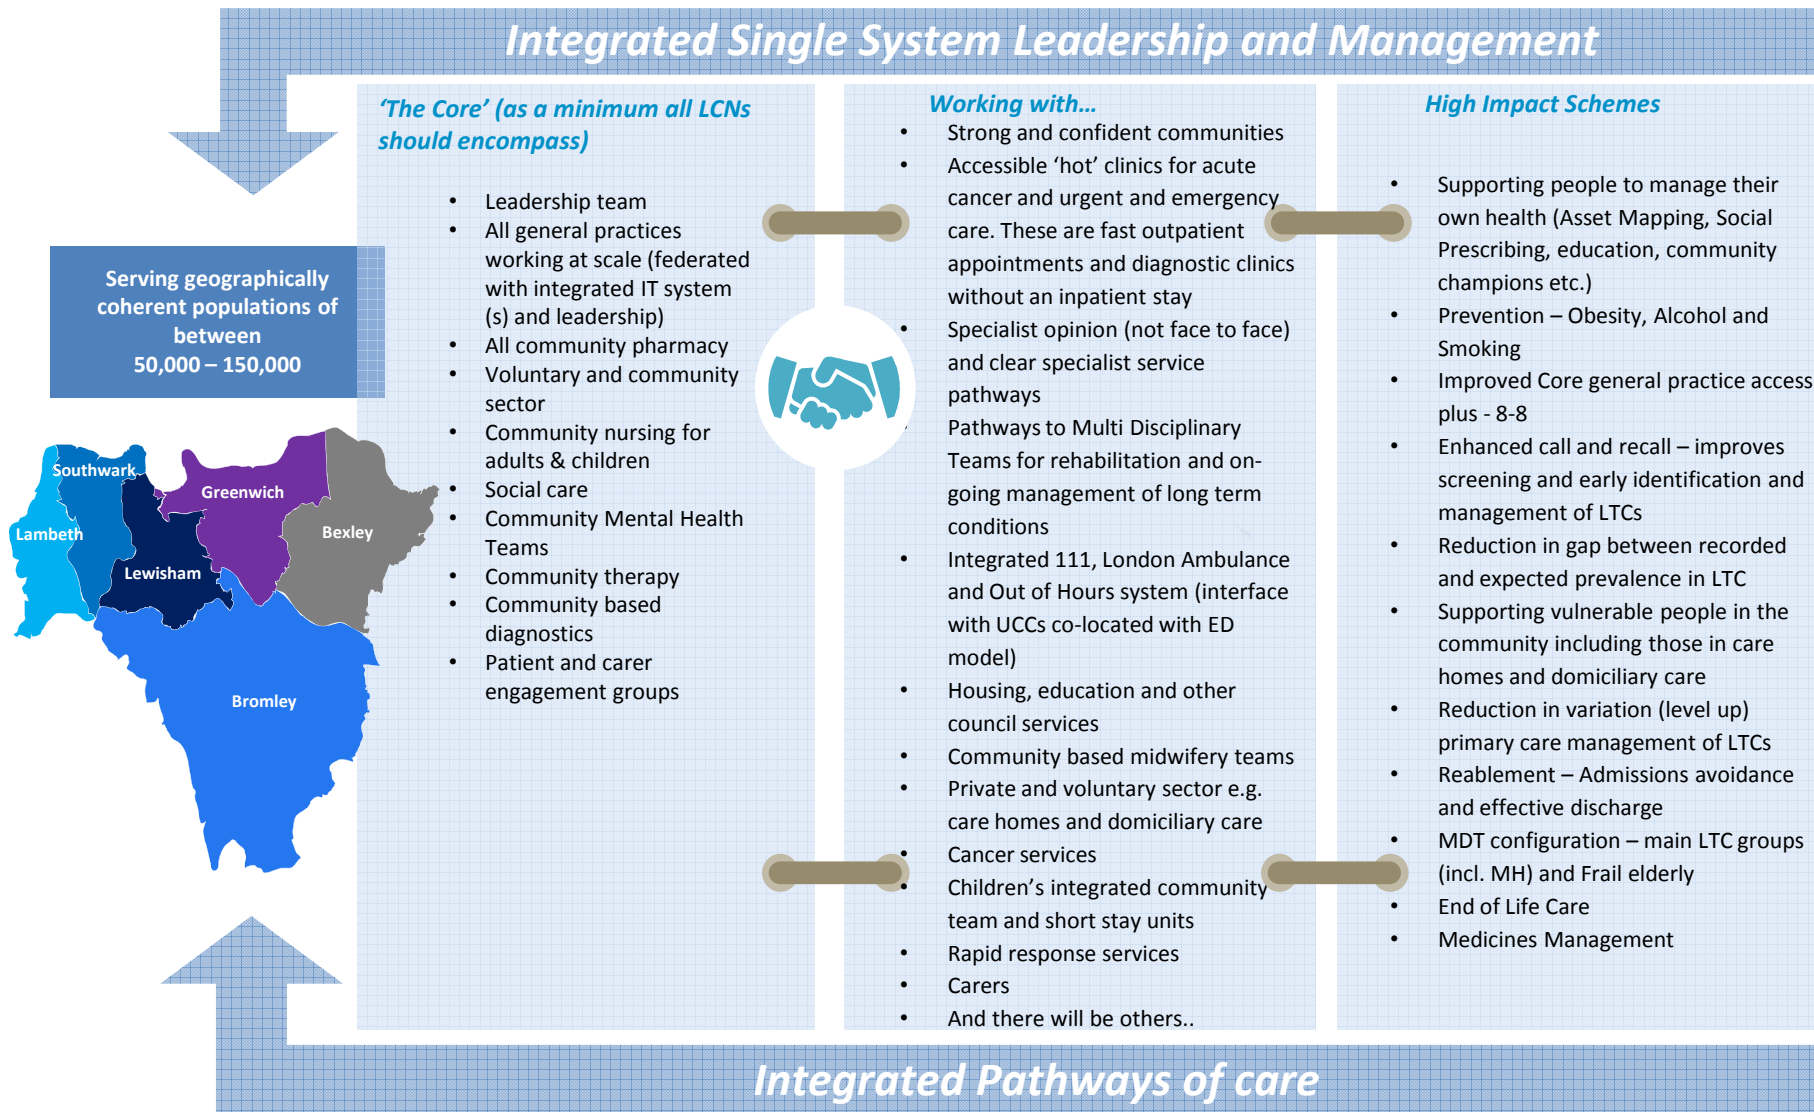 Integrated Single System Leadership and Management
Serving geographically
coherent populations of
between
50,000 – 150,000
Southwark
Greenwich
Lambeth
Bexley
Lewisham
Bromley
‘The Core’ (as a minimum all LCNs
should encompass)
• Leadership team
• All general practices
working at scale (federated
with integrated IT system
(s) and leadership)
• All community pharmacy
• Voluntary and community
sector
• Community nursing for
adults & children
• Social care
• Community Mental Health
Teams
• Community therapy
• Community based
diagnostics
• Patient and carer
engagement groups
Working with…
• Strong and confident communities
• Accessible ‘hot’ clinics for acute
cancer and urgent and emergency
care. These are fast outpatient
appointments and diagnostic clinics
without an inpatient stay
• Specialist opinion (not face to face)
and clear specialist service
pathways
• Pathways to Multi Disciplinary
Teams for rehabilitation and on-
going management of long term
conditions
• Integrated 111, London Ambulance
and Out of Hours system (interface
with UCCs co-located with ED
model)
• Housing, education and other
council services
• Community based midwifery teams
• Private and voluntary sector e.g.
care homes and domiciliary care
• Cancer services
• Children’s integrated community
team and short stay units
• Rapid response services
• Carers
• And there will be others..
High Impact Schemes
• Supporting people to manage their
own health (Asset Mapping, Social
Prescribing, education, community
champions etc.)
• Prevention – Obesity, Alcohol and
Smoking
• Improved Core general practice access
plus - 8-8
• Enhanced call and recall – improves
screening and early identification and
management of LTCs
• Reduction in gap between recorded
and expected prevalence in LTC
• Supporting vulnerable people in the
community including those in care
homes and domiciliary care
• Reduction in variation (level up)
primary care management of LTCs
• Reablement – Admissions avoidance
and effective discharge
• MDT configuration – main LTC groups
(incl. MH) and Frail elderly
• End of Life Care
• Medicines Management
Integrated Pathways of care